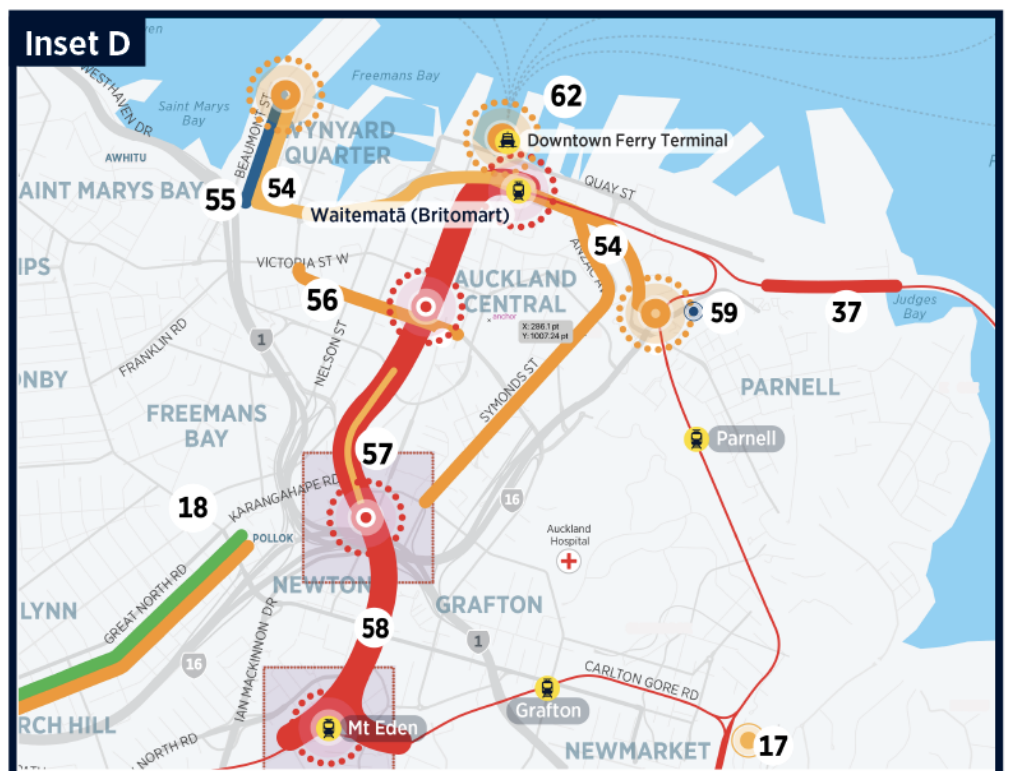 Inset D
Freemans Bay
62
WESTHAVEN DR
Saint Marys
Bay
BEAUMONT ST
WYNYARD
QUARTER
Downtown Ferry Terminal
AWHITU
AINT MARYS BAY
55
54
QUAY ST
Waitematā (Britomart)
54
VICTORIA ST W
IPS
56
AUCKLAND
CENTRAL
anchor
X: 286.1 pt
Y: 1007.24 pt
59
37
Judges
Bay
1
FRANKLIN RD
NELSON ST
SYMONDS ST
PARNELL
ONBY
FREEMANS
BAY
Parnell
57
KARANGAHAPE RD
16
18
POLLOK
Auckland
Hospital
NEWTON
GRAFTON
LYNN
GREAT NORTH RD
58
1
16
IAN MACKINNON DR
CARLTON GORE RD
Grafton
RCH HILL
Mt Eden
NORTH RD
NEWMARKET
17